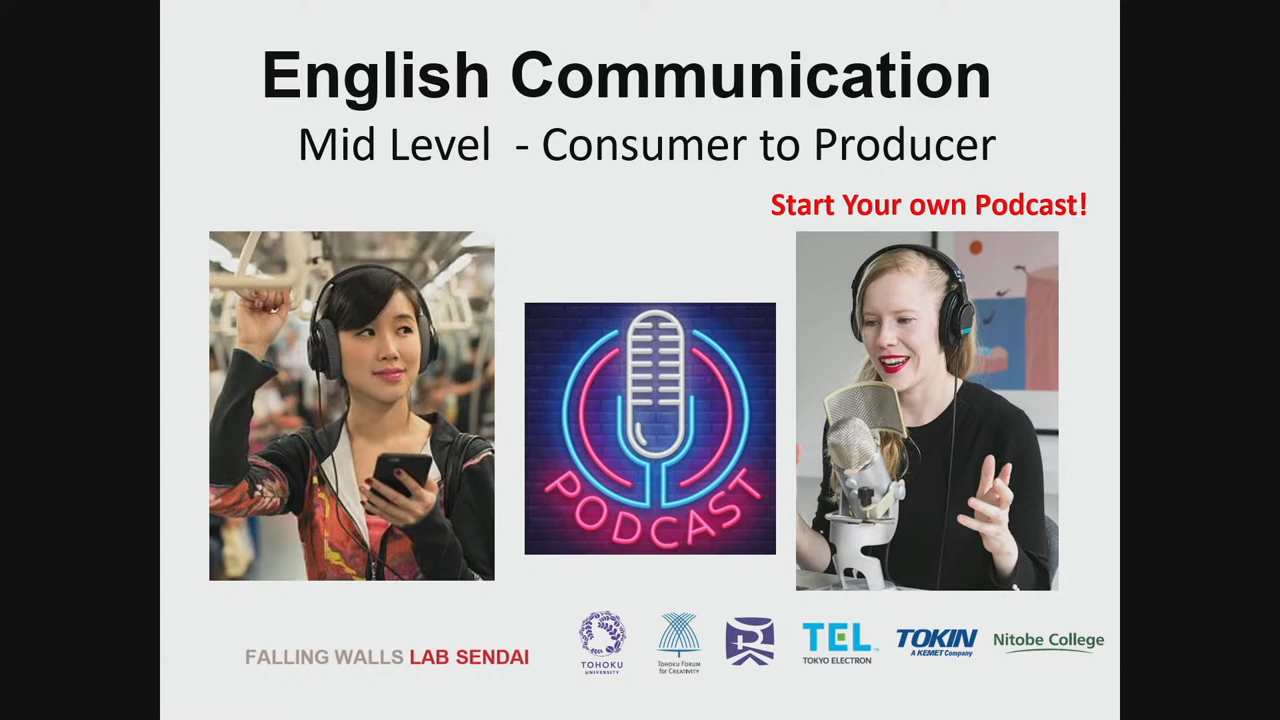 English Communication
Mid Level - Consumer to Producer
Start Your own Podcast!
PODCAST
FALLING WALLS LAB SENDAI
TOHOKU
UNIVERSITY
TOHOKU FORUM
for CREATIVITY
TEL
TOKYO ELECTRON
TM
TOKIN
A KEMET Company
Nitobe College